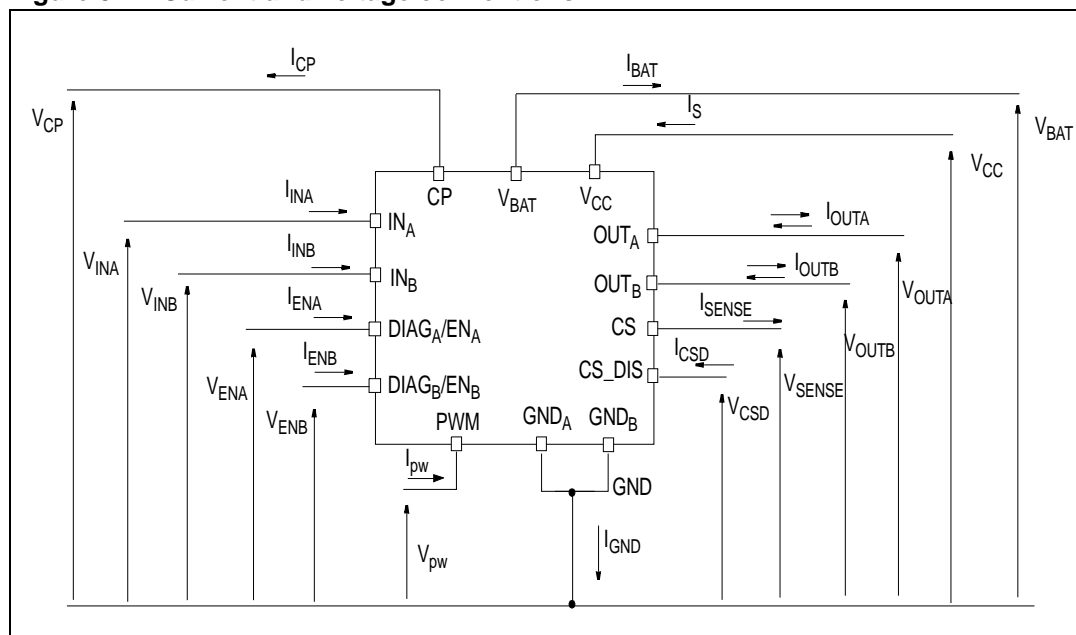 I_CP
I_BAT
I_S
V_CP
V_BAT
V_CC
CP
V_BAT
V_CC
I_INA
IN_A
OUT_A
I_OUTA
V_INA
I_INB
IN_B
OUT_B
I_OUTB
V_INB
V_OUTA
I_ENA
DIAG_A/EN_A
CS
I_SENSE
V_OUTB
I_ENB
DIAG_B/EN_B
CS_DIS
I_CSD
V_ENA
V_SENSE
V_ENB
V_CSD
PWM
GND_A
GND_B
I_pw
GND
V_pw
I_GND